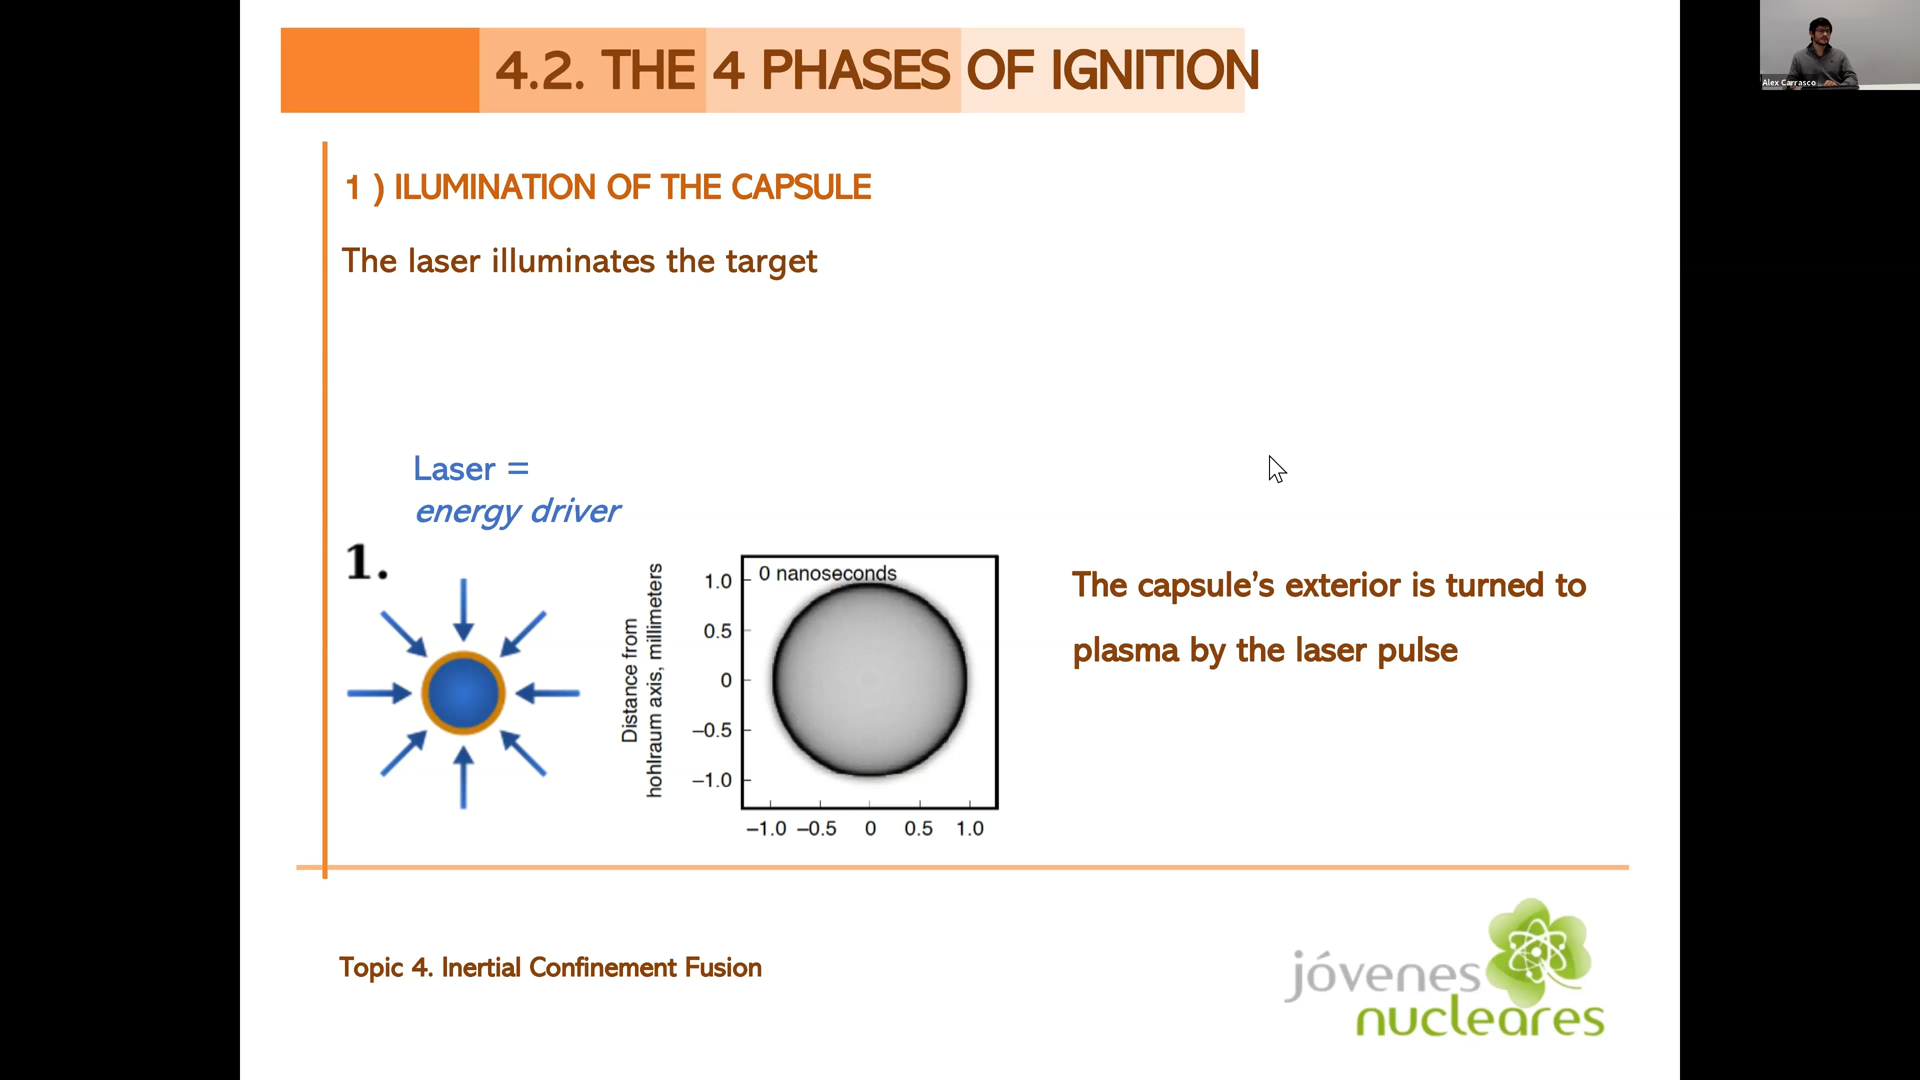 4.2. THE 4 PHASES OF IGNITION
Alex Carrasco
1 ) ILUMINATION OF THE CAPSULE
The laser illuminates the target
Laser =
energy driver
1.
Distance from
hohlraum axis, millimeters
0 nanoseconds
1.0
0.5
0
–0.5
–1.0
–1.0 –0.5 0 0.5 1.0
The capsule’s exterior is turned to
plasma by the laser pulse
Topic 4. Inertial Confinement Fusion
jóvenes
nucleares